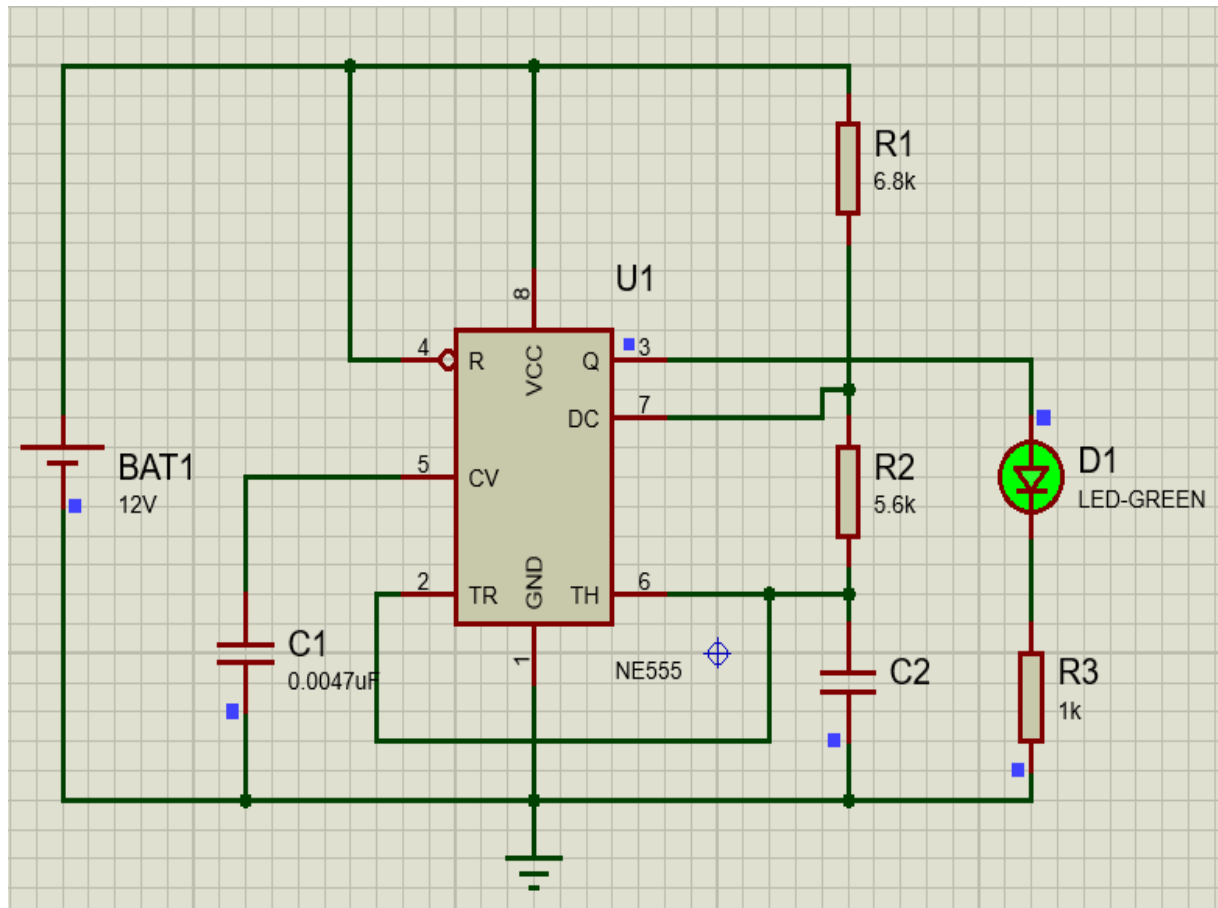 R1
6.8k
U1
8
4
R
VCC
Q
3
DC
7
BAT1
12V
5
CV
R2
5.6k
D1
LED-GREEN
2
TR
GND
TH
6
C1
0.0047uF
1
NE555
C2
R3
1k